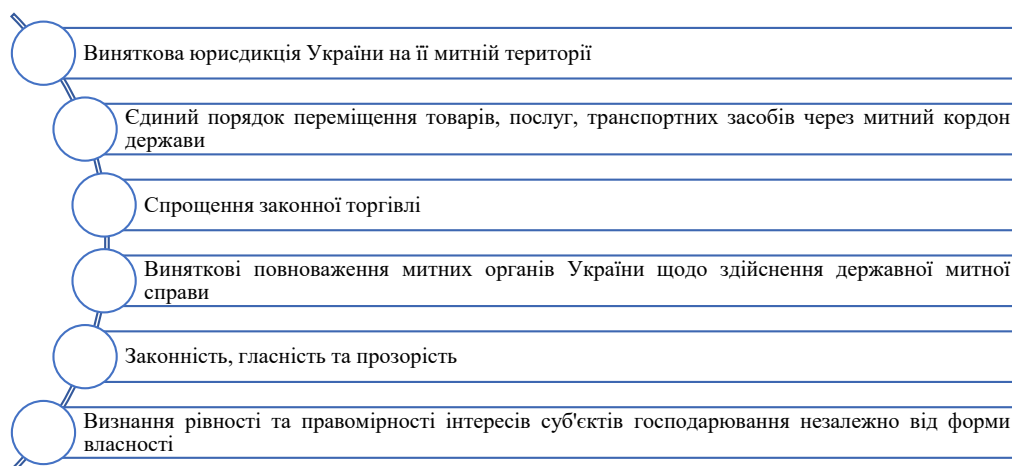 Виняткова юрисдикція України на її митній території
Єдиний порядок переміщення товарів, послуг, транспортних засобів через митний кордон
держави
Спрощення законної торгівлі
Виняткові повноваження митних органів України щодо здійснення державної митної
справи
Законність, гласність та прозорість
Визнання рівності та правомірності інтересів суб'єктів господарювання незалежно від форми
власності